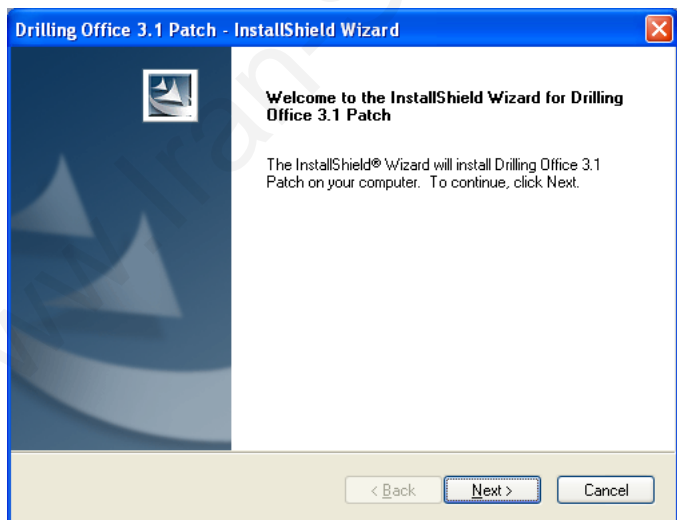 Drilling Office 3.1 Patch - InstallShield Wizard
Welcome to the InstallShield Wizard for Drilling
Office 3.1 Patch
The InstallShield® Wizard will install Drilling Office 3.1
Patch on your computer. To continue, click Next.
< Back
Next >
Cancel